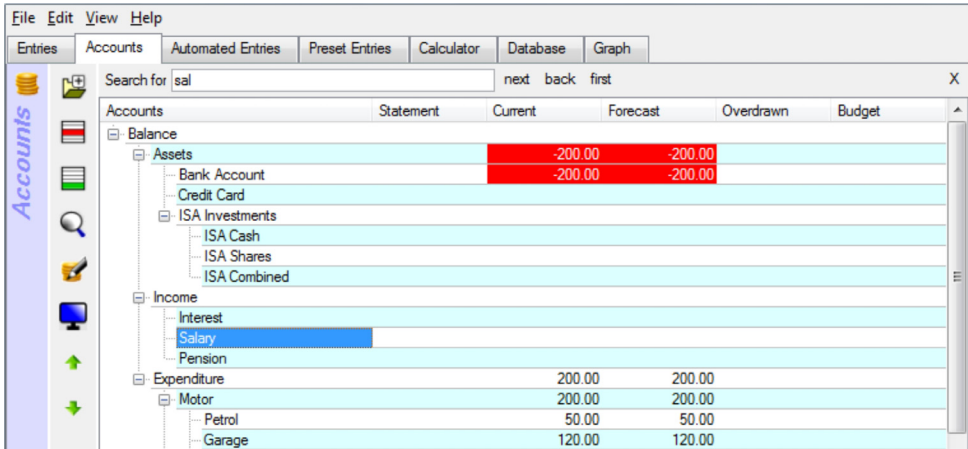 File Edit View Help
Entries Accounts Automated Entries Preset Entries Calculator Database Graph
Accounts
Search for sal next back first X
Accounts Statement Current Forecast Overdrawn Budget
Balance
Assets -200.00 -200.00
Bank Account -200.00 -200.00
Credit Card
ISA Investments
ISA Cash
ISA Shares
ISA Combined
Income
Interest
Salary
Pension
Expenditure 200.00 200.00
Motor 200.00 200.00
Petrol 50.00 50.00
Garage 120.00 120.00